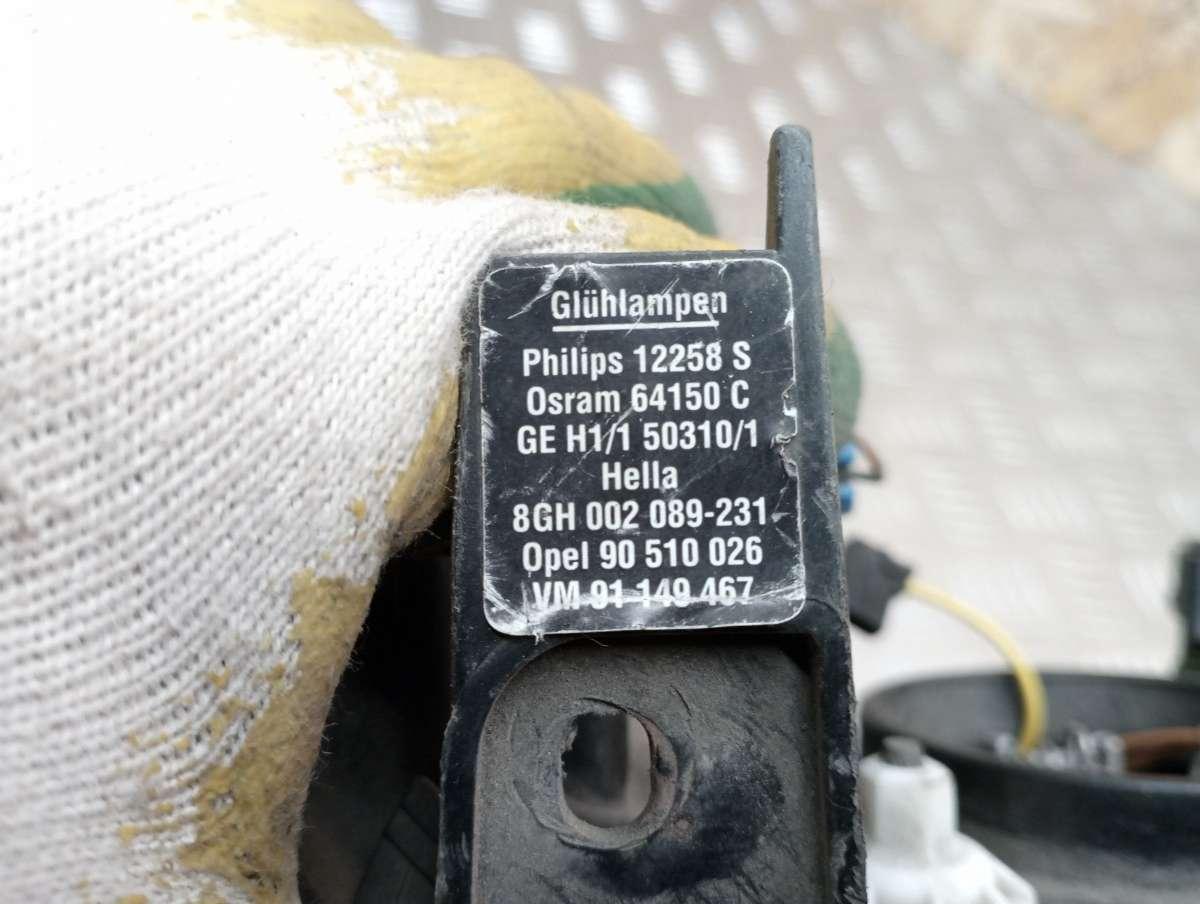 Glühlampen
Philips 12258 S
Osram 64150 C
GE H1/1 50310/1
Hella
8GH 002 089-231
Opel 90 510 026
VM 91 149 467